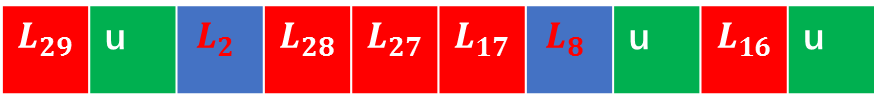 L₂₉ u L₂ L₂₈ L₂₇ L₁₇ L₈ u L₁₆ u